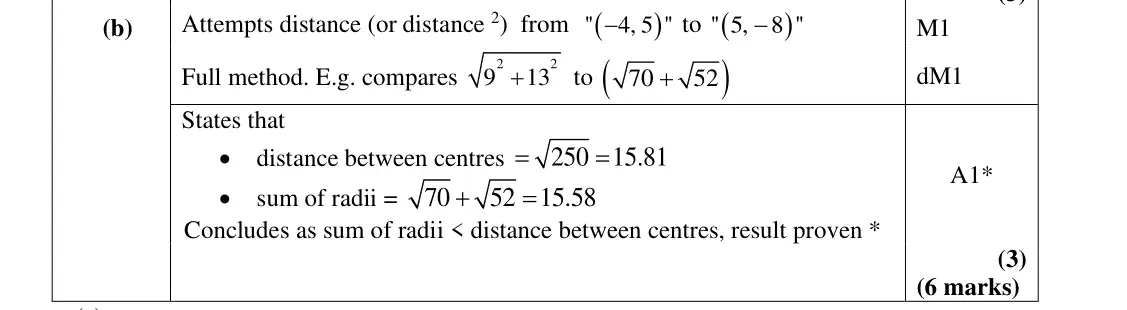 (b) Attempts distance (or distance ²) from "(−4, 5)" to "(5, −8)" M1
Full method. E.g. compares √(9² +13²) to (√70 + √52) dM1
States that
• distance between centres = √250 = 15.81
A1*
• sum of radii = √70 + √52 = 15.58
Concludes as sum of radii < distance between centres, result proven *
(3)
(6 marks)